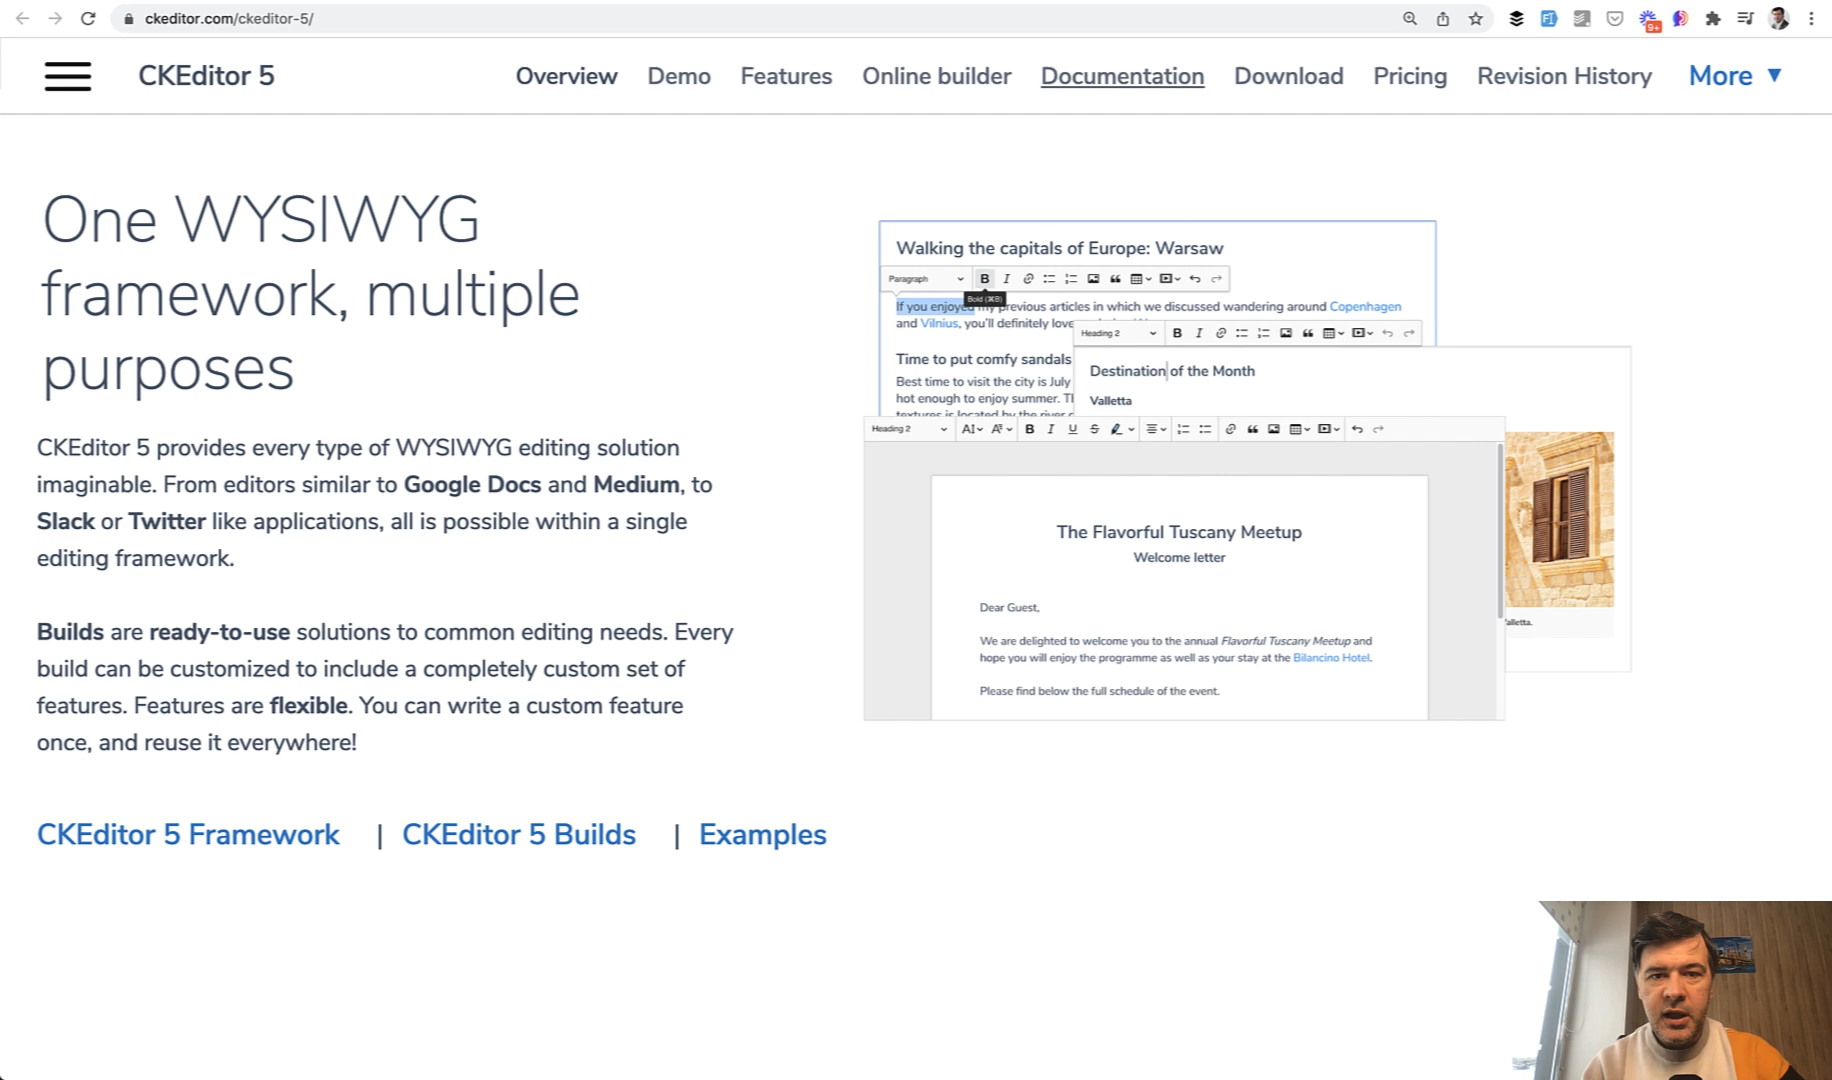 ckeditor.com/ckeditor-5/
9+
CKEditor 5
Overview
Demo
Features
Online builder
Documentation
Download
Pricing
Revision History
More ▼
One WYSIWYG
framework, multiple
purposes
CKEditor 5 provides every type of WYSIWYG editing solution
imaginable. From editors similar to Google Docs and Medium, to
Slack or Twitter like applications, all is possible within a single
editing framework.
Builds are ready-to-use solutions to common editing needs. Every
build can be customized to include a completely custom set of
features. Features are flexible. You can write a custom feature
once, and reuse it everywhere!
CKEditor 5 Framework | CKEditor 5 Builds | Examples
Walking the capitals of Europe: Warsaw
Paragraph
Bold (⌘B)
If you enjoyed my previous articles in which we discussed wandering around Copenhagen
and Vilnius, you'll definitely love
Time to put comfy sandals
Best time to visit the city is July
hot enough to enjoy summer.
textures is located by the river
Heading 2
Destination of the Month
Valletta
Valletta.
Heading 2
The Flavorful Tuscany Meetup
Welcome letter
Dear Guest,
We are delighted to welcome you to the annual Flavorful Tuscany Meetup and
hope you will enjoy the programme as well as your stay at the Bilancino Hotel.
Please find below the full schedule of the event.